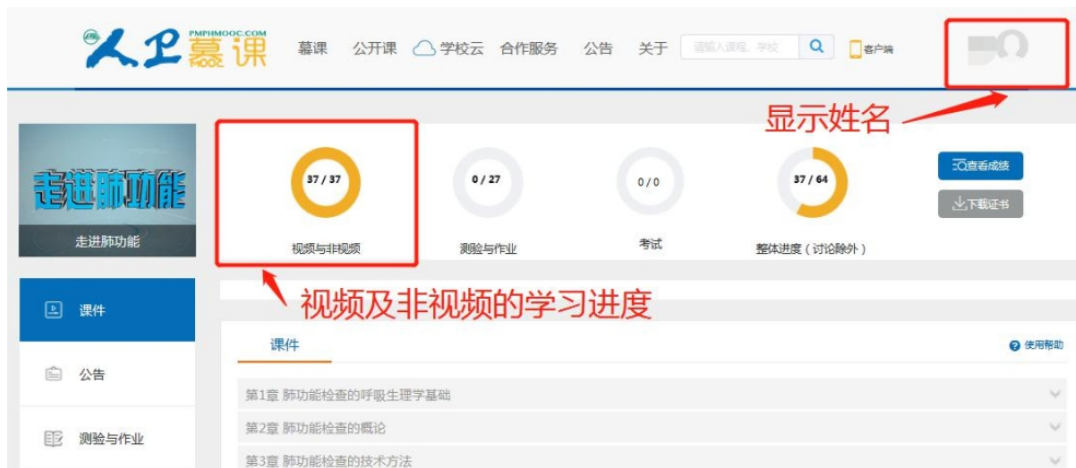 PMPHMOOC.COM
人卫慕课
慕课 公开课 学校云 合作服务 公告 关于 请输入课程、学校 客户端
显示姓名
走进肺功能
走进肺功能
37 / 37
0 / 27
0 / 0
37 / 64
查看成绩
下载证书
视频与非视频 测验与作业 考试 整体进度（讨论除外）
视频及非视频的学习进度
课件
公告
测验与作业
课件
使用帮助
第1章 肺功能检查的呼吸生理学基础
第2章 肺功能检查的概论
第3章 肺功能检查的技术方法